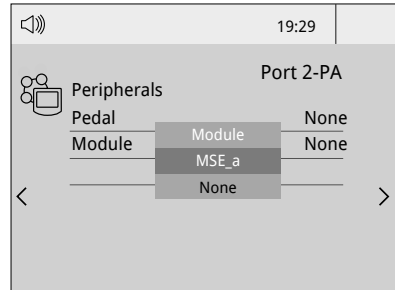 19:29
Port 2-PA
Peripherals
Pedal None
Module None
Module
MSE_a
None